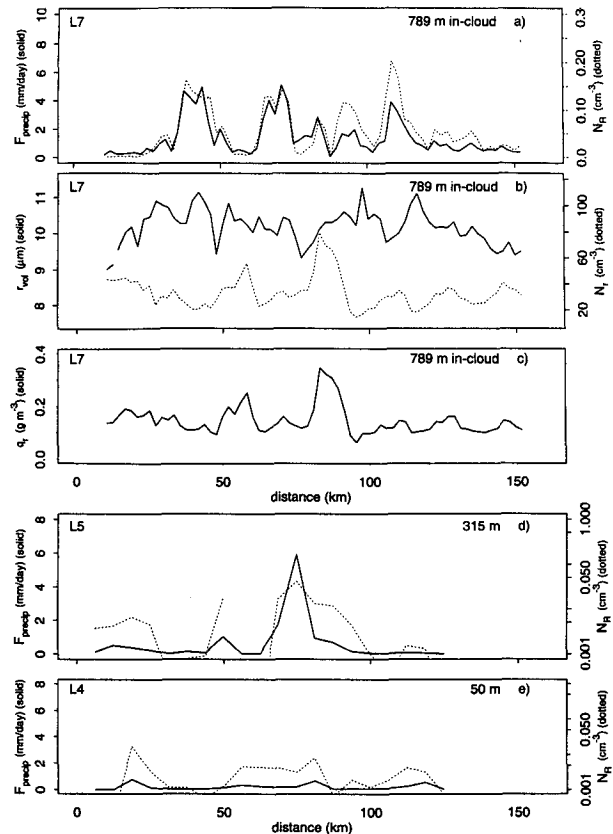 L7 789 m in-cloud a)
F_precip (mm/day) (solid)
10
8
6
4
2
0
0.3
0.20
0.10
0.0
N_R (cm⁻³) (dotted)
L7 789 m in-cloud b)
r_vol (μm) (solid)
11
10
9
8
100
60
20
N_r (cm⁻³) (dotted)
L7 789 m in-cloud c)
q_r (g m⁻³) (solid)
0.4
0.2
0.0
0 50 100 150
distance (km)
L5 315 m d)
F_precip (mm/day) (solid)
8
6
4
2
0
1.000
0.050
0.001
N_R (cm⁻³) (dotted)
L4 50 m e)
F_precip (mm/day) (solid)
8
6
4
2
0
0.050
0.001
N_R (cm⁻³) (dotted)
0 50 100 150
distance (km)